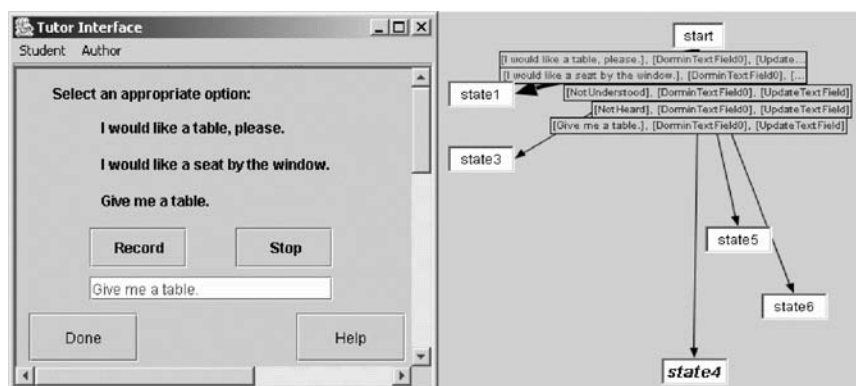 Tutor Interface
Student Author
Select an appropriate option:
I would like a table, please.
I would like a seat by the window.
Give me a table.
Record Stop
Give me a table.
Done Help
start
[I would like a table, please.], [DorminTextField0], [Update...
[I would like a seat by the window.], [DorminTextField0], [...
state1
[NotUnderstood], [DorminTextField0], [UpdateTextField]
[NotHeard], [DorminTextField0], [UpdateTextField]
[Give me a table.], [DorminTextField0], [UpdateTextField]
state3
state5
state6
state4